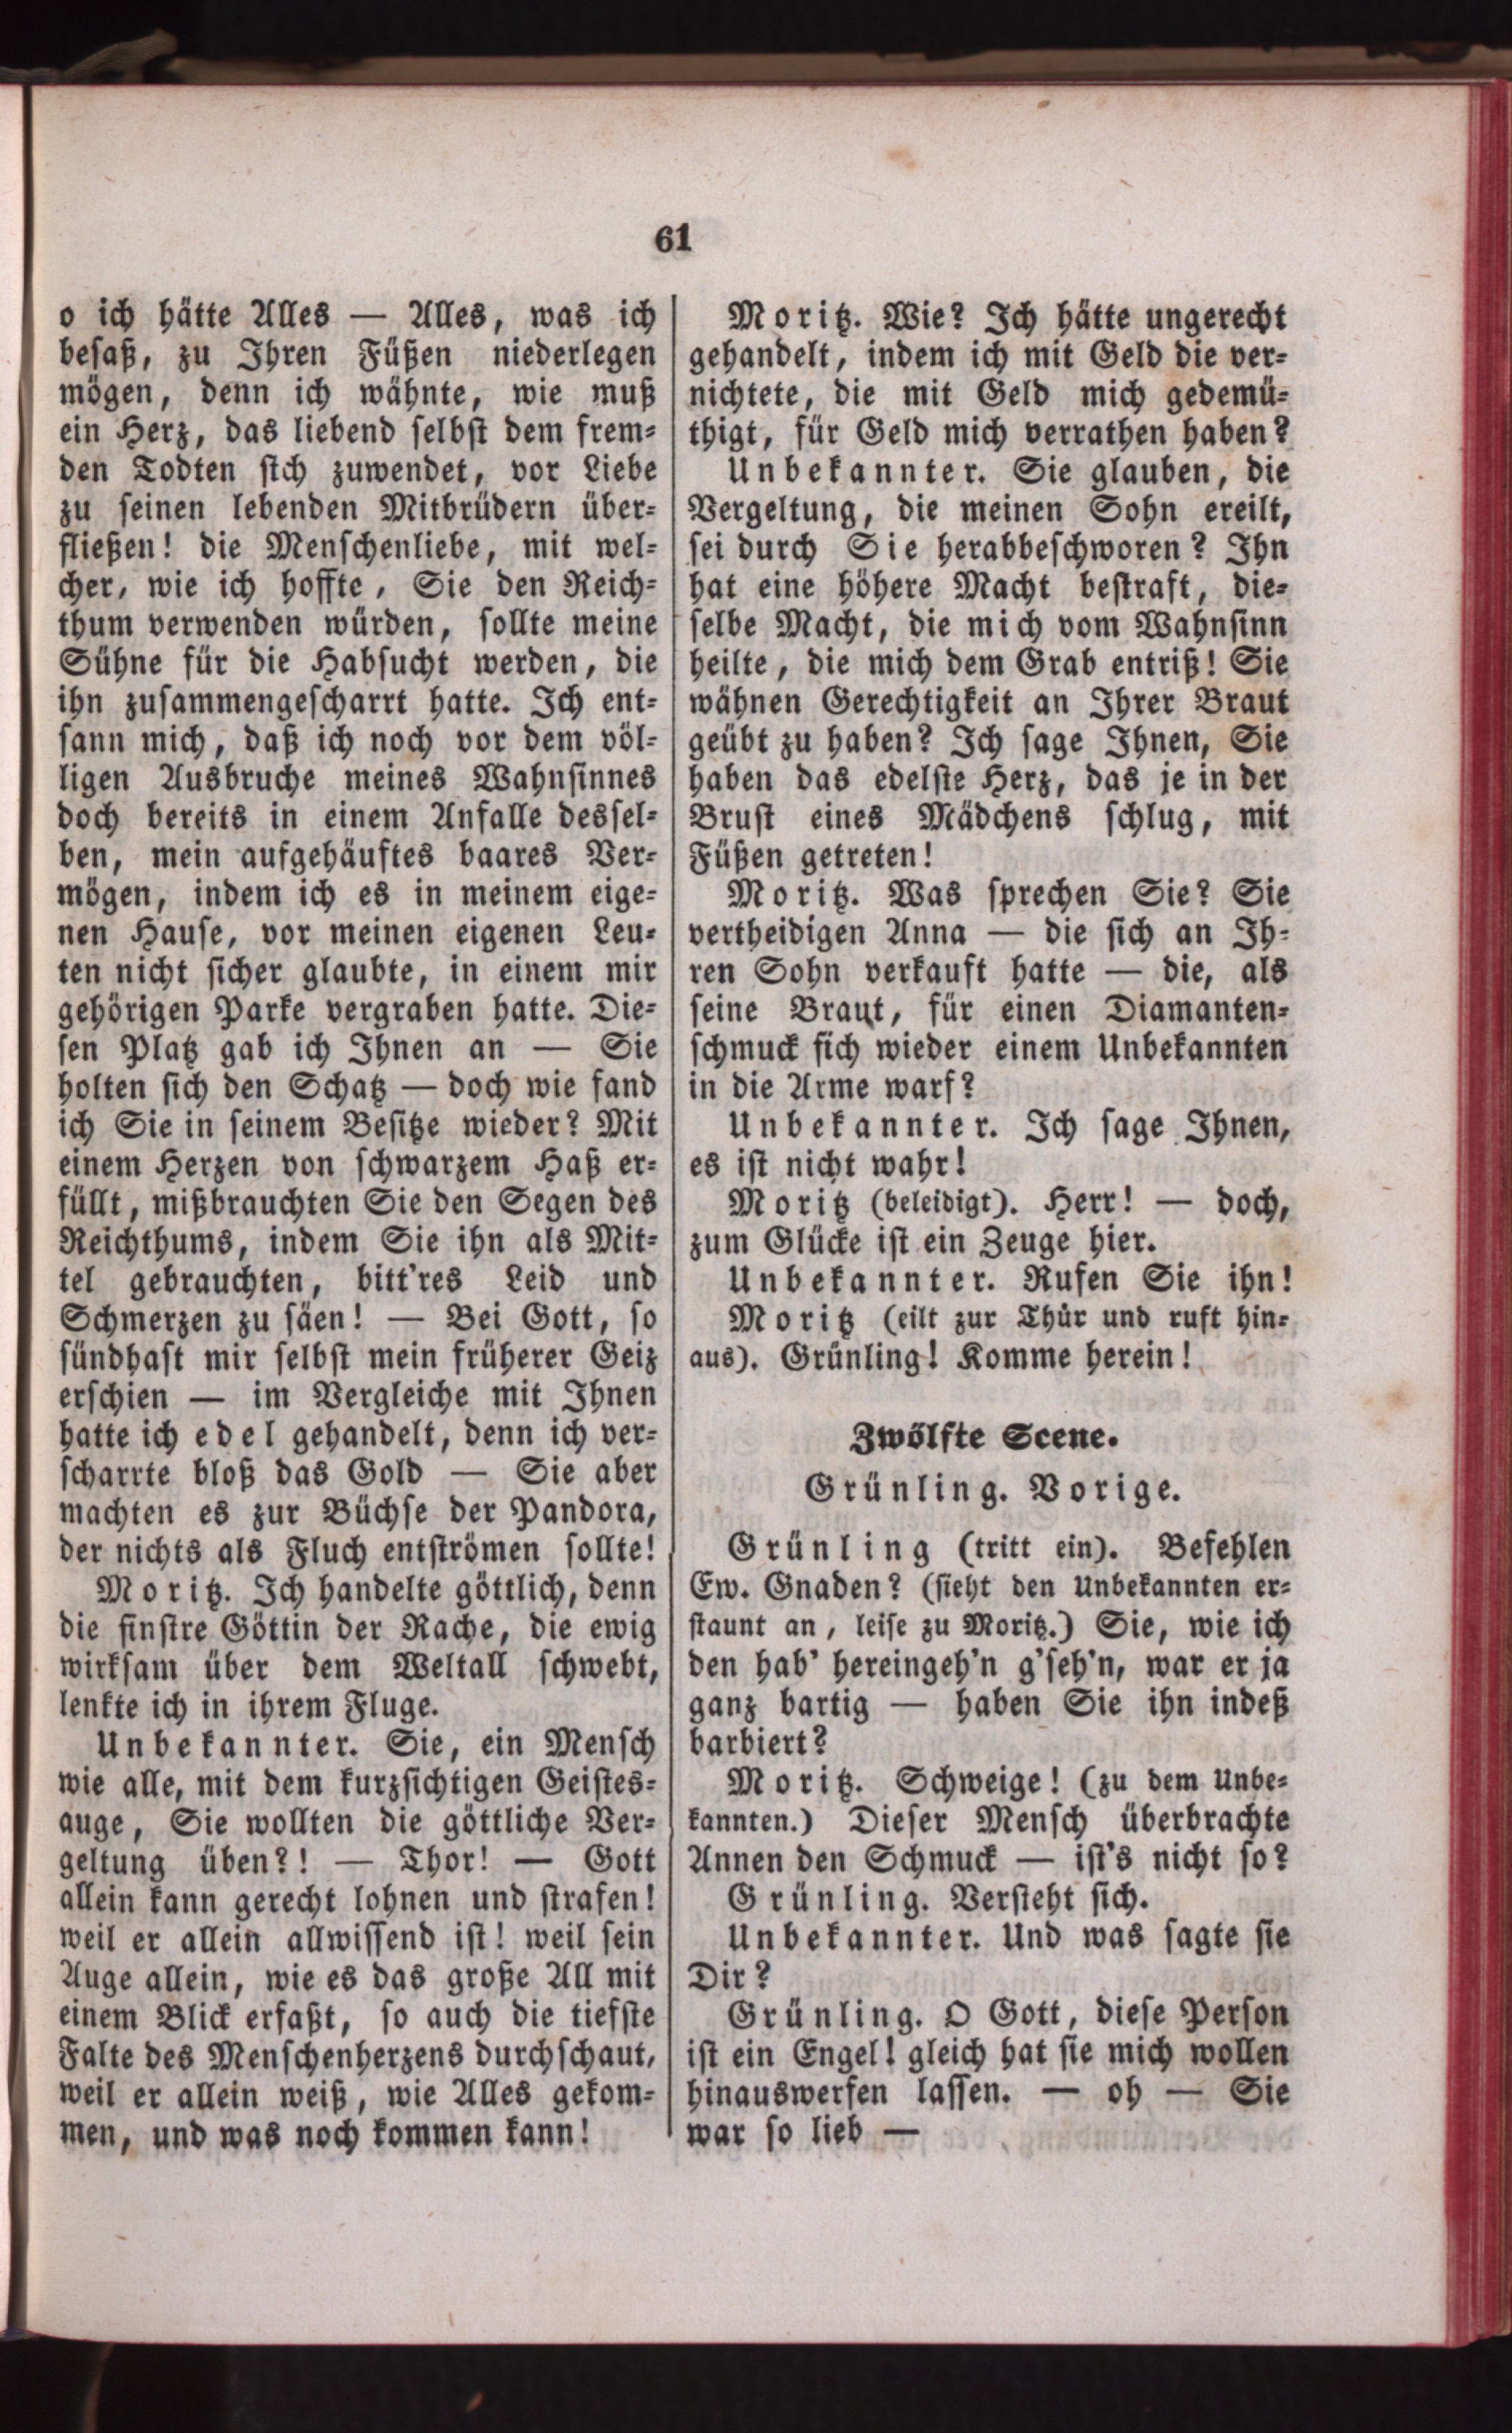 61
o ich hätte Alles — Alles, was ich
besaß, zu Ihren Füßen niederlegen
mögen, denn ich wähnte, wie muß
ein Herz, das liebend selbst dem frem-
den Todten sich zuwendet, vor Liebe
zu seinen lebenden Mitbrüdern über-
fließen! die Menschenliebe, mit wel-
cher, wie ich hoffte, Sie den Reich-
thum verwenden würden, sollte meine
Sühne für die Habsucht werden, die
ihn zusammengescharrt hatte. Ich ent-
sann mich, daß ich noch vor dem völ-
ligen Ausbruche meines Wahnsinnes
doch bereits in einem Anfalle dessel-
ben, mein aufgehäuftes baares Ver-
mögen, indem ich es in meinem eige-
nen Hause, vor meinen eigenen Leu-
ten nicht sicher glaubte, in einem mir
gehörigen Parke vergraben hatte. Die-
sen Platz gab ich Ihnen an — Sie
holten sich den Schatz — doch wie fand
ich Sie in seinem Besitze wieder? Mit
einem Herzen von schwarzem Haß er-
füllt, mißbrauchten Sie den Segen des
Reichthums, indem Sie ihn als Mit-
tel gebrauchten, bitt'res Leid und
Schmerzen zu säen! — Bei Gott, so
sündhaft mir selbst mein früherer Geiz
erschien — im Vergleiche mit Ihnen
hatte ich edel gehandelt, denn ich ver-
scharrte bloß das Gold — Sie aber
machten es zur Büchse der Pandora,
der nichts als Fluch entströmen sollte!
Moritz. Ich handelte göttlich, denn
die finstre Göttin der Rache, die ewig
wirksam über dem Weltall schwebt,
lenkte ich in ihrem Fluge.
Unbekannter. Sie, ein Mensch
wie alle, mit dem kurzsichtigen Geistes-
auge, Sie wollten die göttliche Ver-
geltung üben?! — Thor! — Gott
allein kann gerecht lohnen und strafen!
weil er allein allwissend ist! weil sein
Auge allein, wie es das große All mit
einem Blick erfaßt, so auch die tiefste
Falte des Menschenherzens durchschaut,
weil er allein weiß, wie Alles gekom-
men, und was noch kommen kann!
Moritz. Wie? Ich hätte ungerecht
gehandelt, indem ich mit Geld die ver-
nichtete, die mit Geld mich gedemü-
thigt, für Geld mich verrathen haben?
Unbekannter. Sie glauben, die
Vergeltung, die meinen Sohn ereilt,
sei durch Sie herabbeschworen? Ihn
hat eine höhere Macht bestraft, die-
selbe Macht, die mich vom Wahnsinn
heilte, die mich dem Grab entriß! Sie
wähnen Gerechtigkeit an Ihrer Braut
geübt zu haben? Ich sage Ihnen, Sie
haben das edelste Herz, das je in der
Brust eines Mädchens schlug, mit
Füßen getreten!
Moritz. Was sprechen Sie? Sie
vertheidigen Anna — die sich an Ih-
ren Sohn verkauft hatte — die, als
seine Braut, für einen Diamanten-
schmuck sich wieder einem Unbekannten
in die Arme warf?
Unbekannter. Ich sage Ihnen,
es ist nicht wahr!
Moritz (beleidigt). Herr! — doch,
zum Glücke ist ein Zeuge hier.
Unbekannter. Rufen Sie ihn!
Moritz (eilt zur Thür und ruft hin-
aus). Grünling! Komme herein!
Zwölfte Scene.
Grünling. Vorige.
Grünling (tritt ein). Befehlen
Ew. Gnaden? (sieht den Unbekannten er-
staunt an, leise zu Moritz.) Sie, wie ich
den hab' hereingeh'n g'seh'n, war er ja
ganz bartig — haben Sie ihn indeß
barbiert?
Moritz. Schweige! (zu dem Unbe-
kannten.) Dieser Mensch überbrachte
Annen den Schmuck — ist's nicht so?
Grünling. Versteht sich.
Unbekannter. Und was sagte sie
Dir?
Grünling. O Gott, diese Person
ist ein Engel! gleich hat sie mich wollen
hinauswerfen lassen. — oh — Sie
war so lieb —